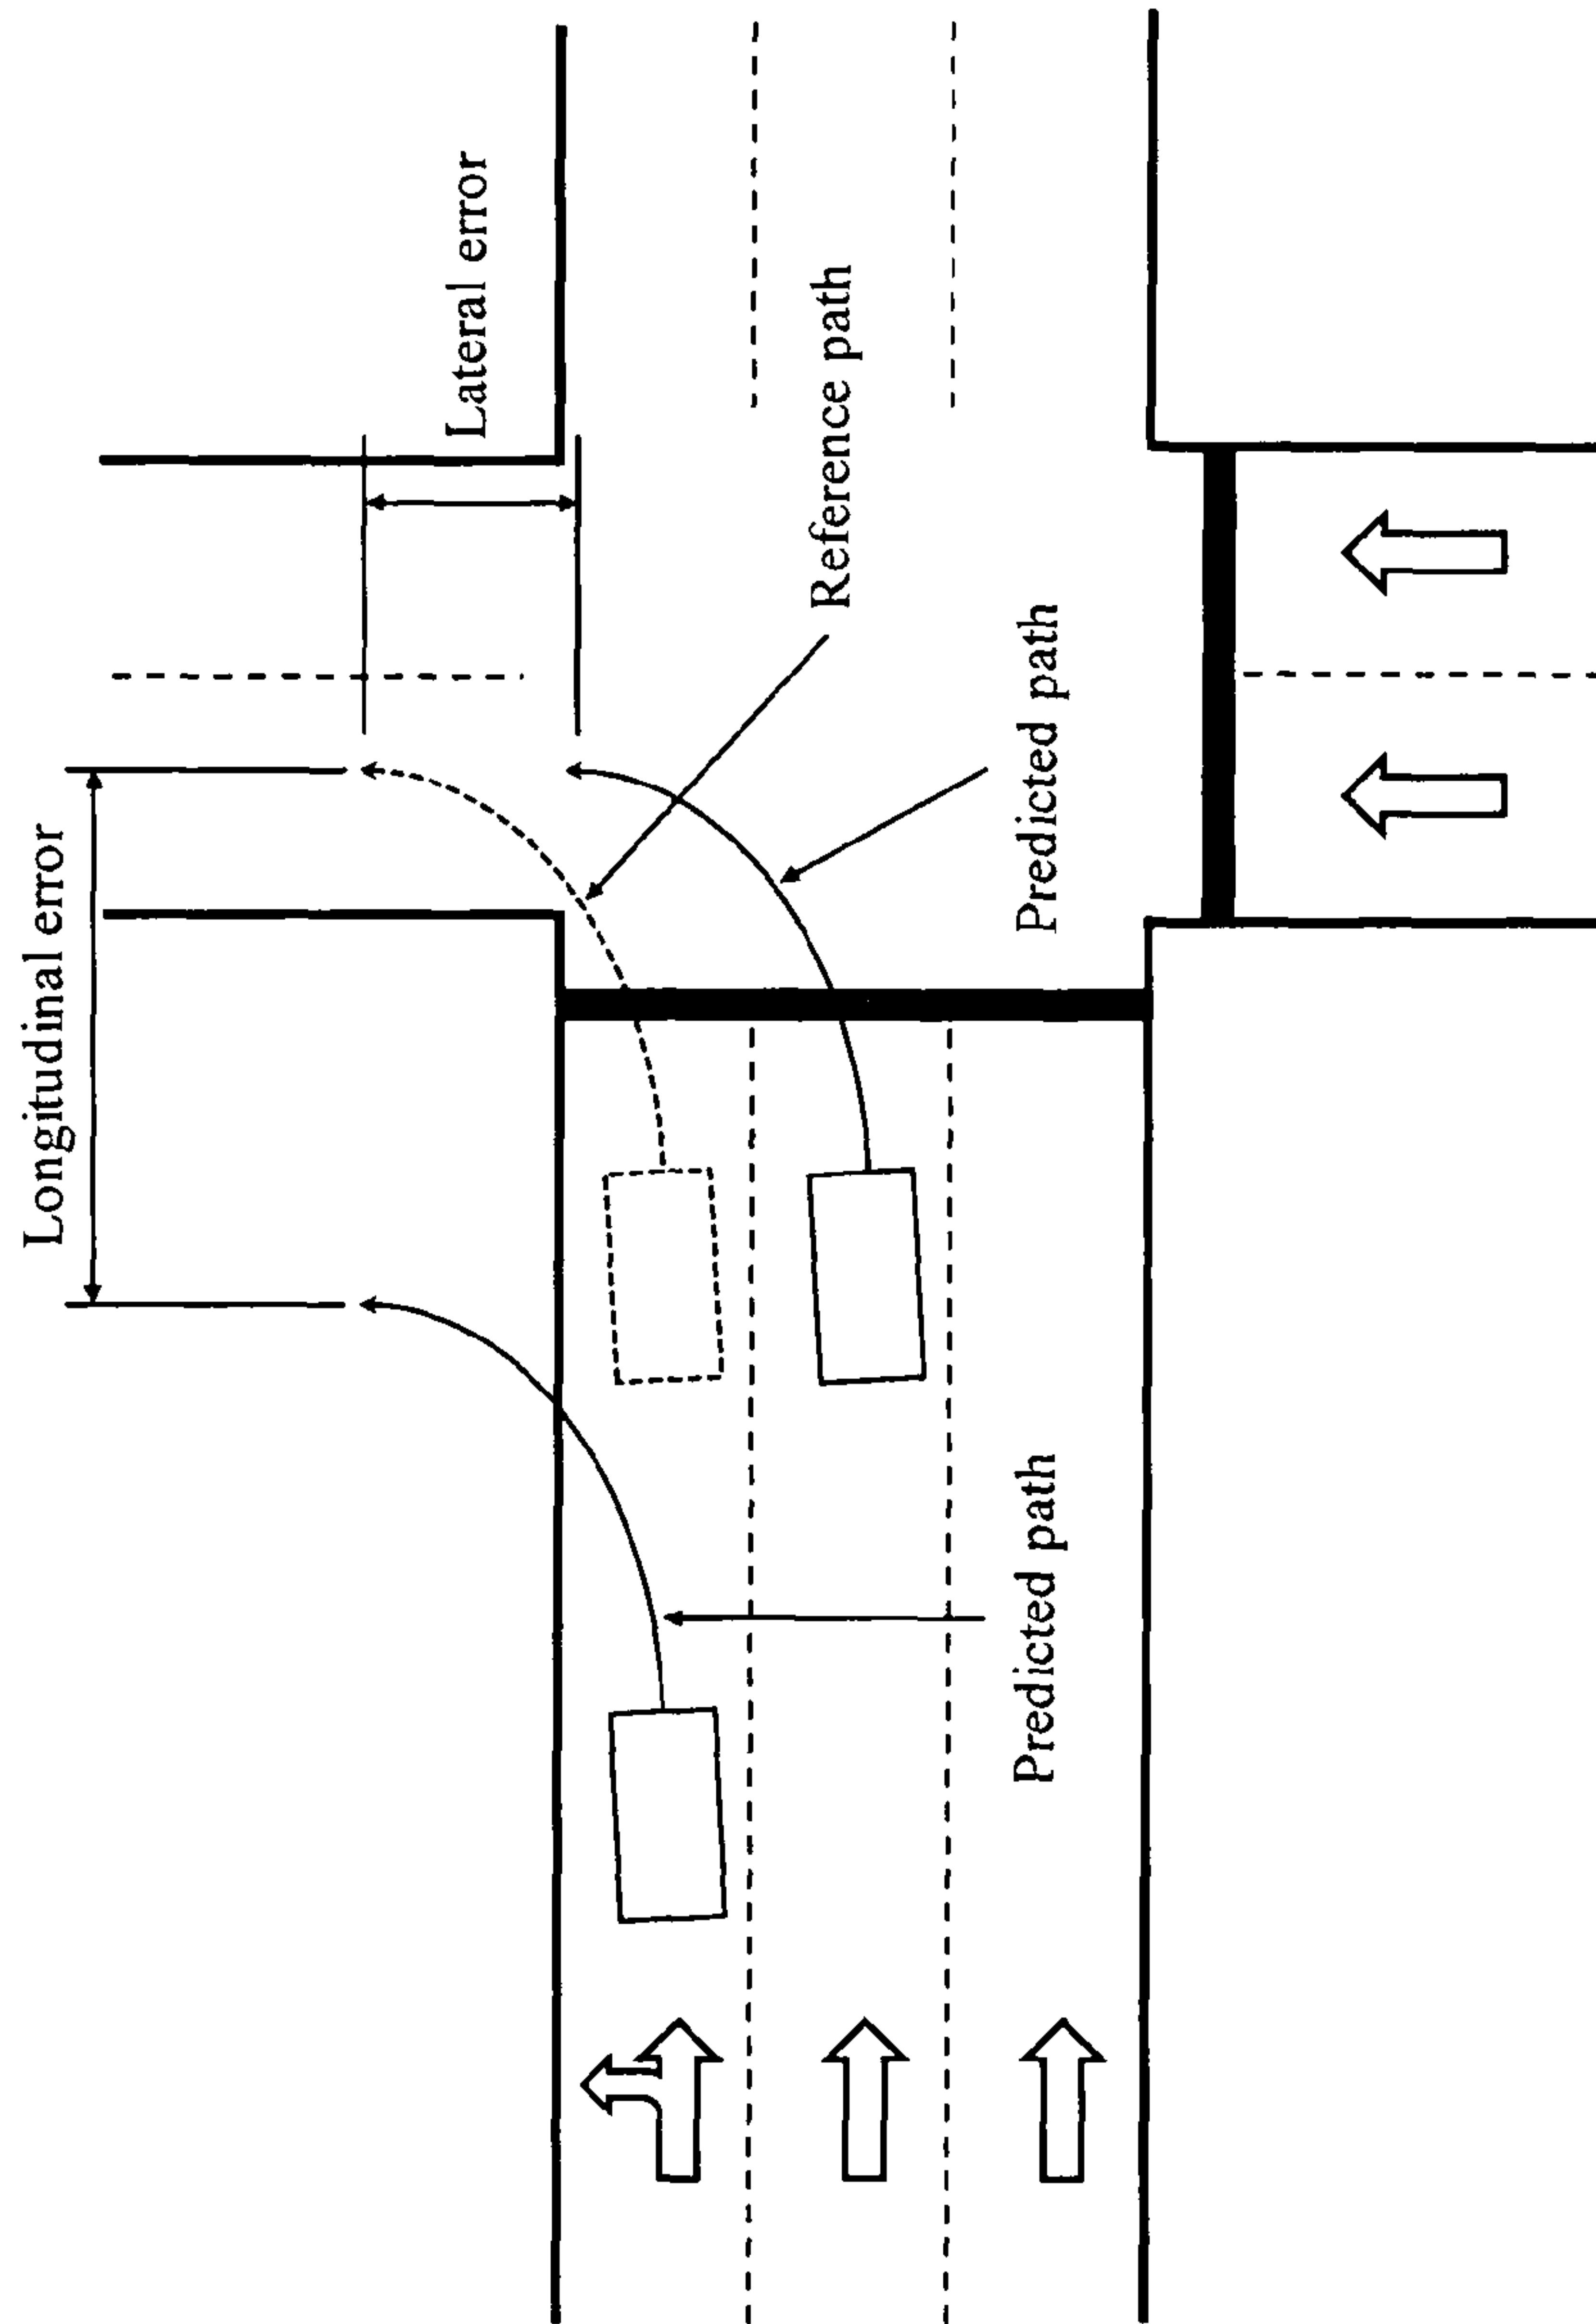 Longitudinal error
Lateral error
Reference path
Predicted path
Predicted path